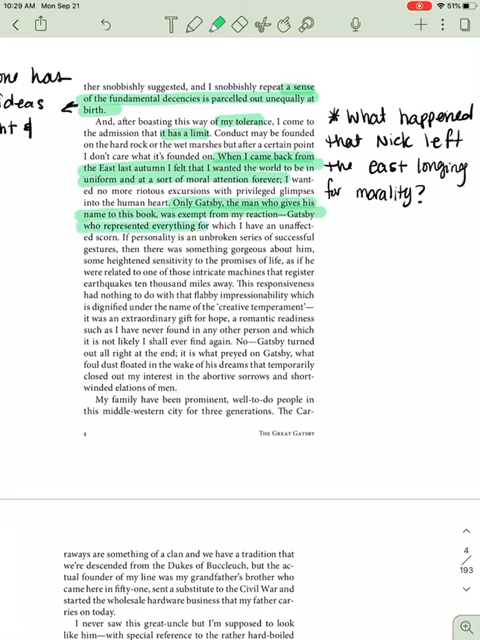 10:29 AM Mon Sep 21
51%
one has
ideas
ther snobbishly suggested, and I snobbishly repeat a sense
of the fundamental decencies is parcelled out unequally at
birth.
And, after boasting this way of my tolerance, I come to
the admission that it has a limit. Conduct may be founded
on the hard rock or the wet marshes but after a certain point
I don't care what it's founded on. When I came back from
the East last autumn I felt that I wanted the world to be in
uniform and at a sort of moral attention forever; I want-
ed no more riotous excursions with privileged glimpses
into the human heart. Only Gatsby, the man who gives his
name to this book, was exempt from my reaction—Gatsby
who represented everything for which I have an unaffect-
ed scorn. If personality is an unbroken series of successful
gestures, then there was something gorgeous about him,
some heightened sensitivity to the promises of life, as if he
were related to one of those intricate machines that register
earthquakes ten thousand miles away. This responsiveness
had nothing to do with that flabby impressionability which
is dignified under the name of the 'creative temperament'—
it was an extraordinary gift for hope, a romantic readiness
such as I have never found in any other person and which
it is not likely I shall ever find again. No—Gatsby turned
out all right at the end; it is what preyed on Gatsby, what
foul dust floated in the wake of his dreams that temporarily
closed out my interest in the abortive sorrows and short-
winded elations of men.
My family have been prominent, well-to-do people in
this middle-western city for three generations. The Car-
* What happened
that Nick left
the east longing
for morality?
4
THE GREAT GATSBY
raways are something of a clan and we have a tradition that
we're descended from the Dukes of Buccleuch, but the ac-
tual founder of my line was my grandfather's brother who
came here in fifty-one, sent a substitute to the Civil War and
started the wholesale hardware business that my father car-
ries on today.
I never saw this great-uncle but I'm supposed to look
like him—with special reference to the rather hard-boiled
4
193